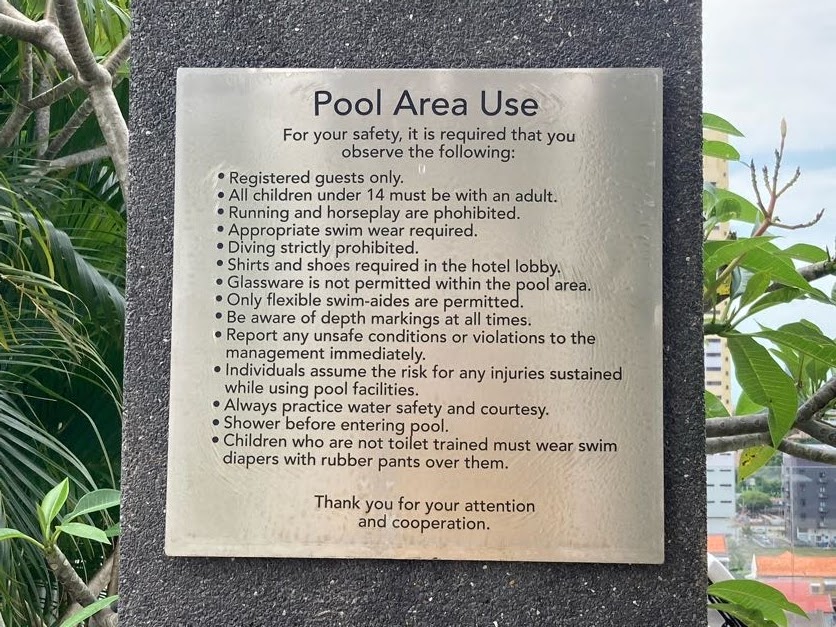 Pool Area Use
For your safety, it is required that you
observe the following:
• Registered guests only.
• All children under 14 must be with an adult.
• Running and horseplay are phohibited.
• Appropriate swim wear required.
• Diving strictly prohibited.
• Shirts and shoes required in the hotel lobby.
• Glassware is not permitted within the pool area.
• Only flexible swim-aides are permitted.
• Be aware of depth markings at all times.
• Report any unsafe conditions or violations to the
management immediately.
• Individuals assume the risk for any injuries sustained
while using pool facilities.
• Always practice water safety and courtesy.
• Shower before entering pool.
• Children who are not toilet trained must wear swim
diapers with rubber pants over them.
Thank you for your attention
and cooperation.